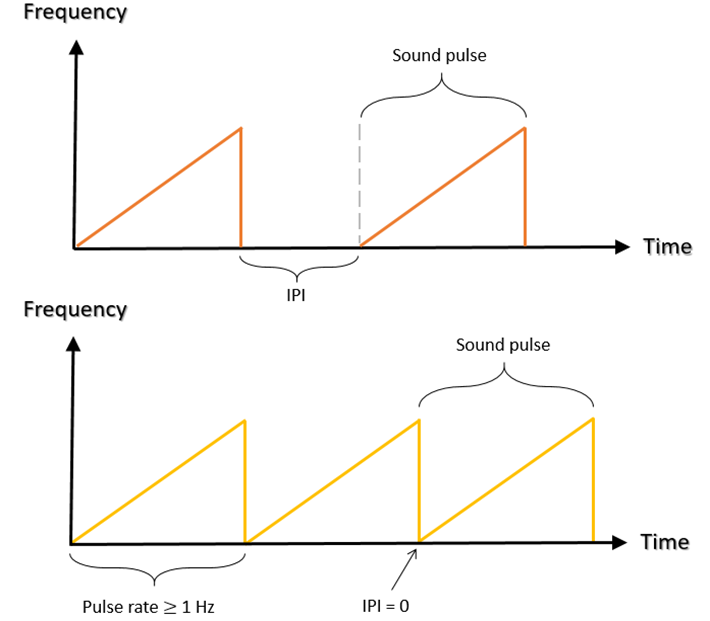 Frequency
Sound pulse
Time
IPI
Frequency
Sound pulse
Time
Pulse rate ≥ 1 Hz
IPI = 0